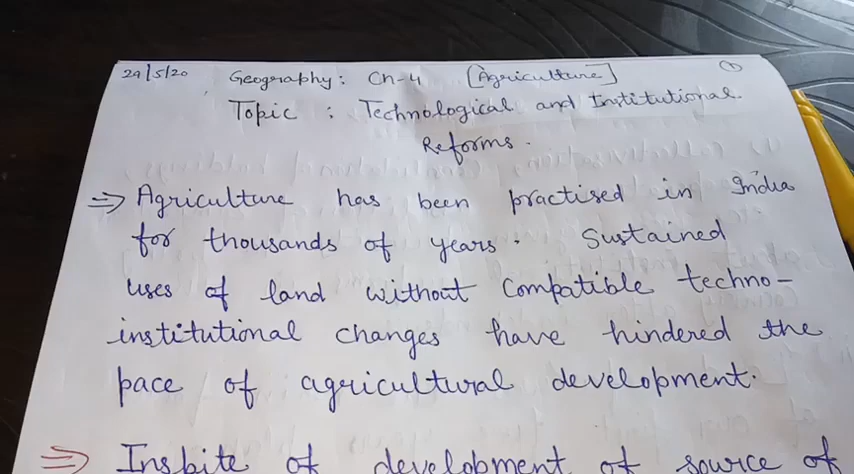 29/5/20 Geography: Ch-4 [Agriculture] 1
Topic : Technological and Institutional
Reforms.
⇒ Agriculture has been practised in India
for thousands of years. Sustained
uses of land without compatible techno-
institutional changes have hindered the
pace of agricultural development.
⇒ Inspite of development of source of